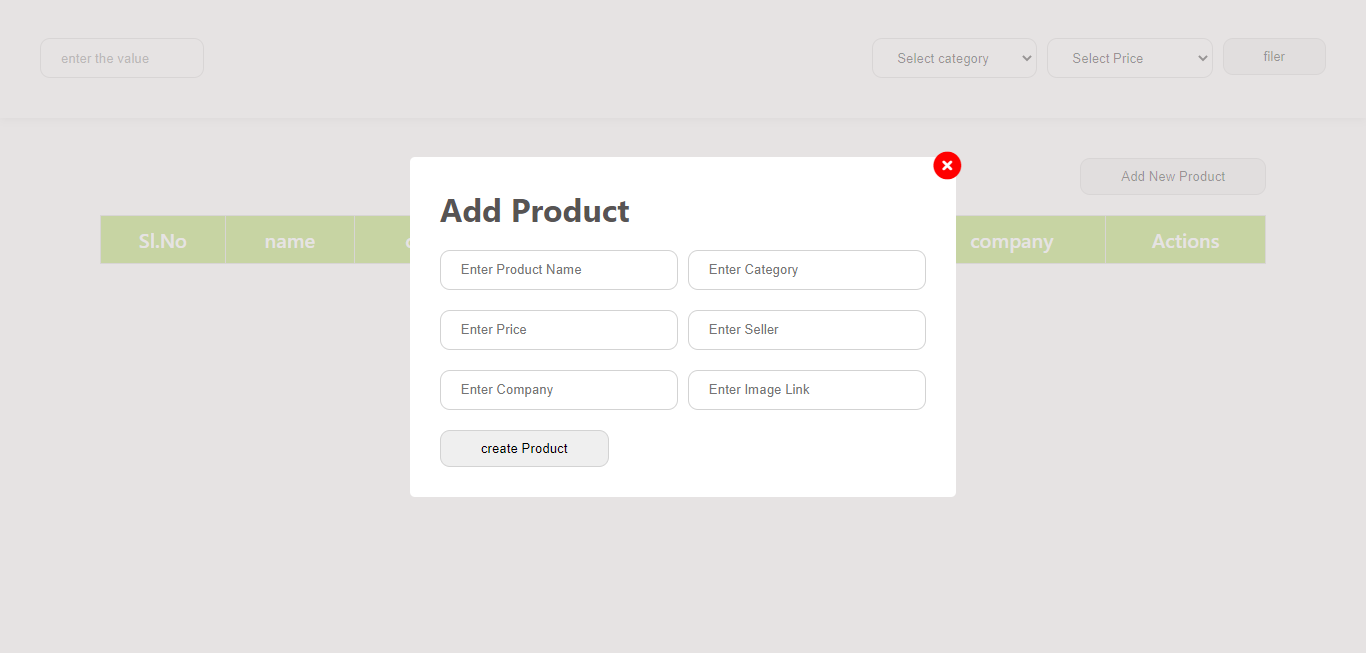 enter the value
Select category
Select Price
filer
Add New Product
Sl.No name company Actions
Add Product
Enter Product Name
Enter Category
Enter Price
Enter Seller
Enter Company
Enter Image Link
create Product